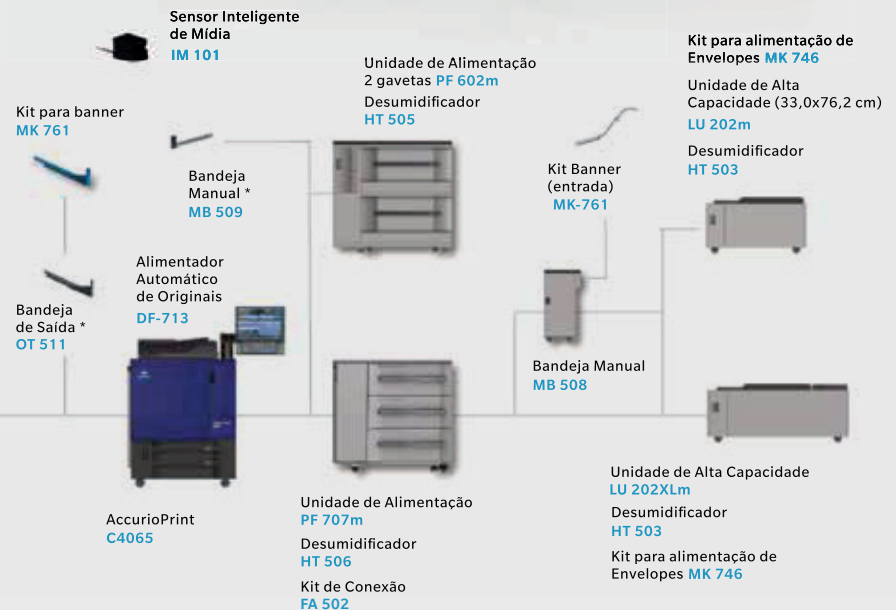 Sensor Inteligente
de Mídia
IM 101
Kit para banner
MK 761
Bandeja
Manual *
MB 509
Unidade de Alimentação
2 gavetas PF 602m
Desumidificador
HT 505
Kit Banner
(entrada)
MK-761
Kit para alimentação de
Envelopes MK 746
Unidade de Alta
Capacidade (33,0x76,2 cm)
LU 202m
Desumidificador
HT 503
Bandeja
de Saída *
OT 511
Alimentador
Automático
de Originais
DF-713
Bandeja Manual
MB 508
AccurioPrint
C4065
Unidade de Alimentação
PF 707m
Desumidificador
HT 506
Kit de Conexão
FA 502
Unidade de Alta Capacidade
LU 202XLm
Desumidificador
HT 503
Kit para alimentação de
Envelopes MK 746